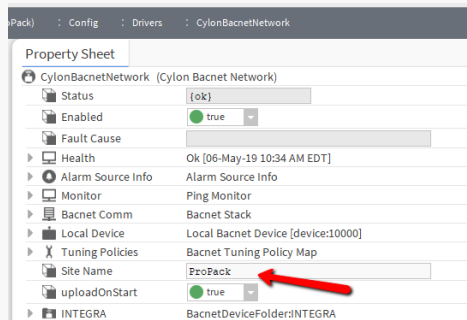 oPack) : Config : Drivers : CylonBacnetNetwork
Property Sheet
CylonBacnetNetwork (Cylon Bacnet Network)
Status {ok}
Enabled true
Fault Cause
Health Ok [06-May-19 10:34 AM EDT]
Alarm Source Info Alarm Source Info
Monitor Ping Monitor
Bacnet Comm Bacnet Stack
Local Device Local Bacnet Device [device:10000]
Tuning Policies Bacnet Tuning Policy Map
Site Name ProPack
uploadOnStart true
INTEGRA BacnetDeviceFolder:INTEGRA